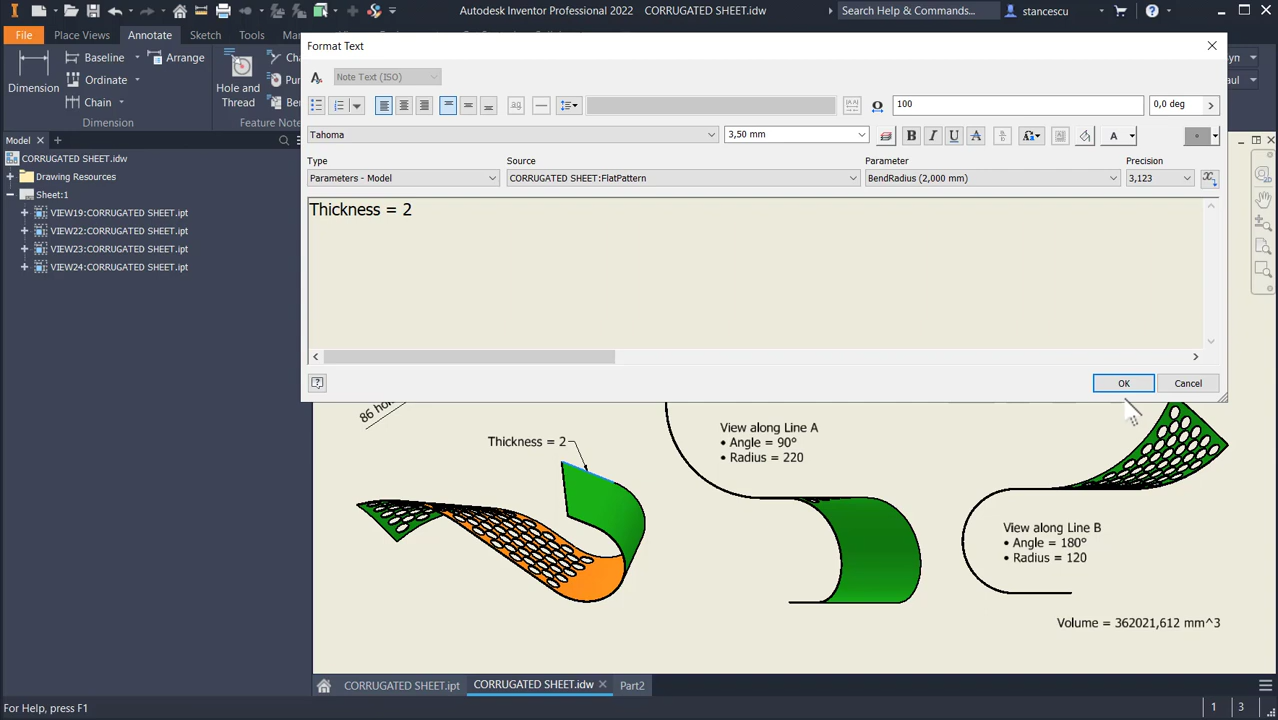 Autodesk Inventor Professional 2022 CORRUGATED SHEET.idw
Search Help & Commands...
stancescu
File
Place Views
Annotate
Sketch
Tools
Dimension
Baseline
Ordinate
Chain
Arrange
Dimension
Hole and
Thread
Feature Note
Format Text
Note Text (ISO)
100
0,0 deg
Tahoma
3,50 mm
Type
Source
Parameter
Precision
Parameters - Model
CORRUGATED SHEET:FlatPattern
BendRadius (2,000 mm)
3,123
Thickness = 2
OK
Cancel
Model
CORRUGATED SHEET.idw
Drawing Resources
Sheet:1
VIEW19:CORRUGATED SHEET.ipt
VIEW22:CORRUGATED SHEET.ipt
VIEW23:CORRUGATED SHEET.ipt
VIEW24:CORRUGATED SHEET.ipt
Thickness = 2
View along Line A
• Angle = 90°
• Radius = 220
View along Line B
• Angle = 180°
• Radius = 120
Volume = 362021,612 mm^3
CORRUGATED SHEET.ipt
CORRUGATED SHEET.idw
Part2
For Help, press F1
1
3